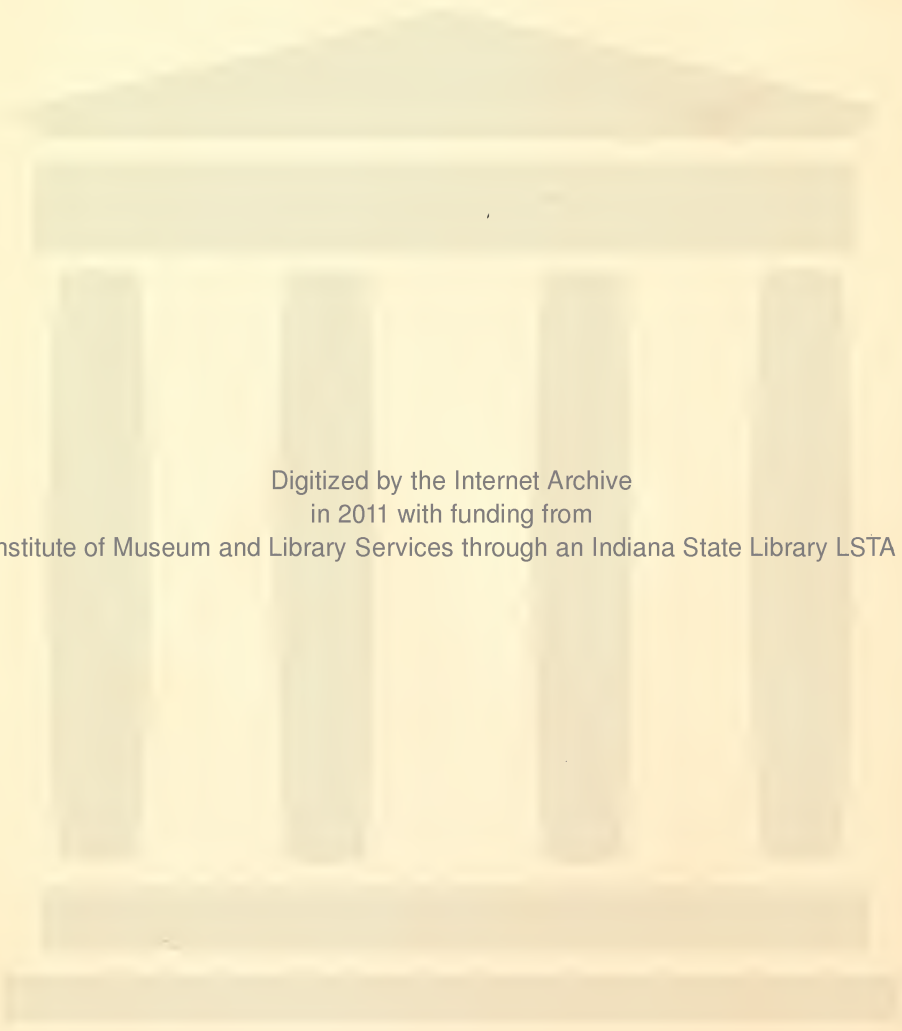 Digitized by the Internet Archive
in 2011 with funding from
nstitute of Museum and Library Services through an Indiana State Library LSTA